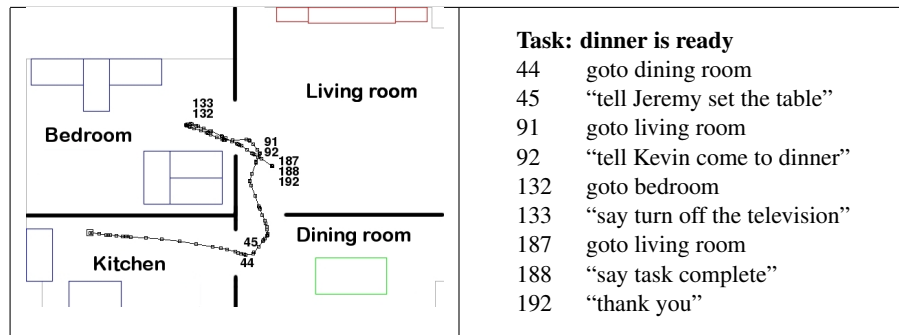 Living room
133
132
Bedroom
91
92
187
188
192
Dining room
45
44
Kitchen
Task: dinner is ready
44 goto dining room
45 “tell Jeremy set the table”
91 goto living room
92 “tell Kevin come to dinner”
132 goto bedroom
133 “say turn off the television”
187 goto living room
188 “say task complete”
192 “thank you”